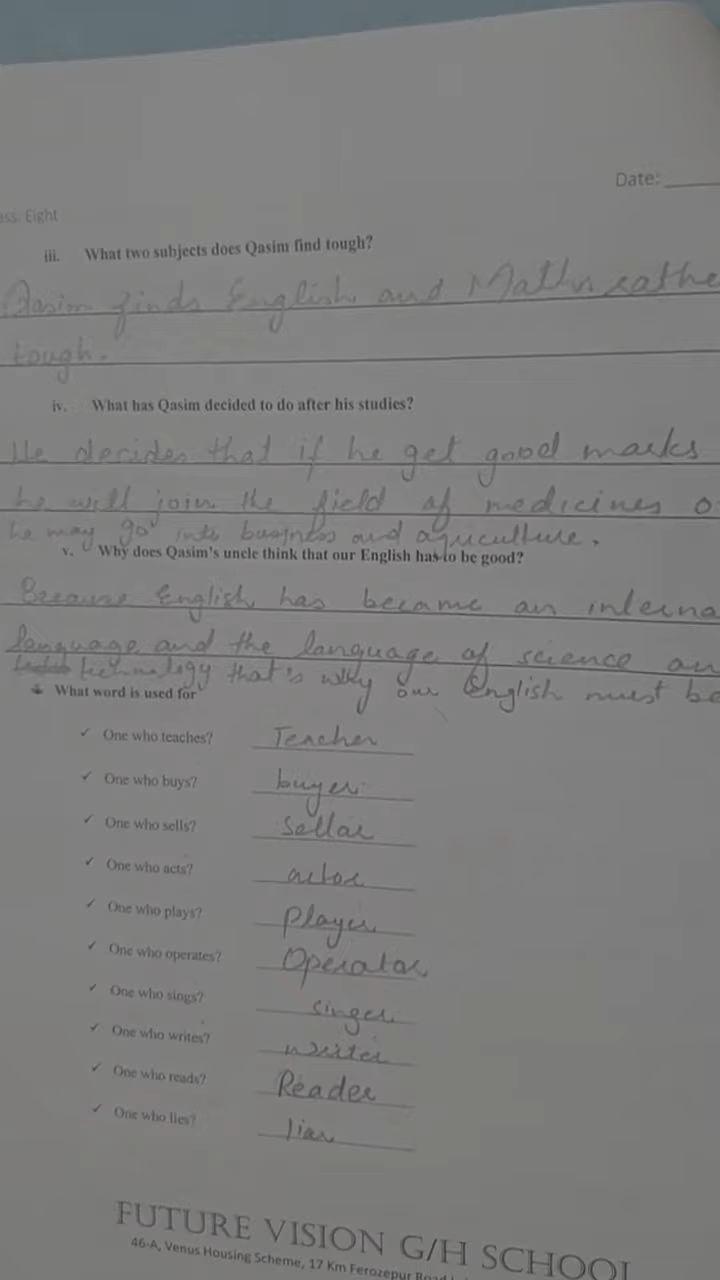 Date:
ass: Eight
iii. What two subjects does Qasim find tough?
Qasim finds English and Maths rathe
tough.
iv. What has Qasim decided to do after his studies?
He decides that if he get good marks
he will join the field of medicines o
he may go into business and agriculture.
v. Why does Qasim's uncle think that our English has to be good?
Because English has became an interna
language and the language of science an
technology that's why our English must be
What word is used for
✓ One who teaches? Teacher
✓ One who buys? buyer
✓ One who sells? Sellar
✓ One who acts? actor
✓ One who plays? Player
✓ One who operates? Operator
✓ One who sings? singer
✓ One who writes? writer
✓ One who reads? Reader
✓ One who lies? liar
FUTURE VISION G/H SCHOOL
46-A, Venus Housing Scheme, 17 Km Ferozepur Road